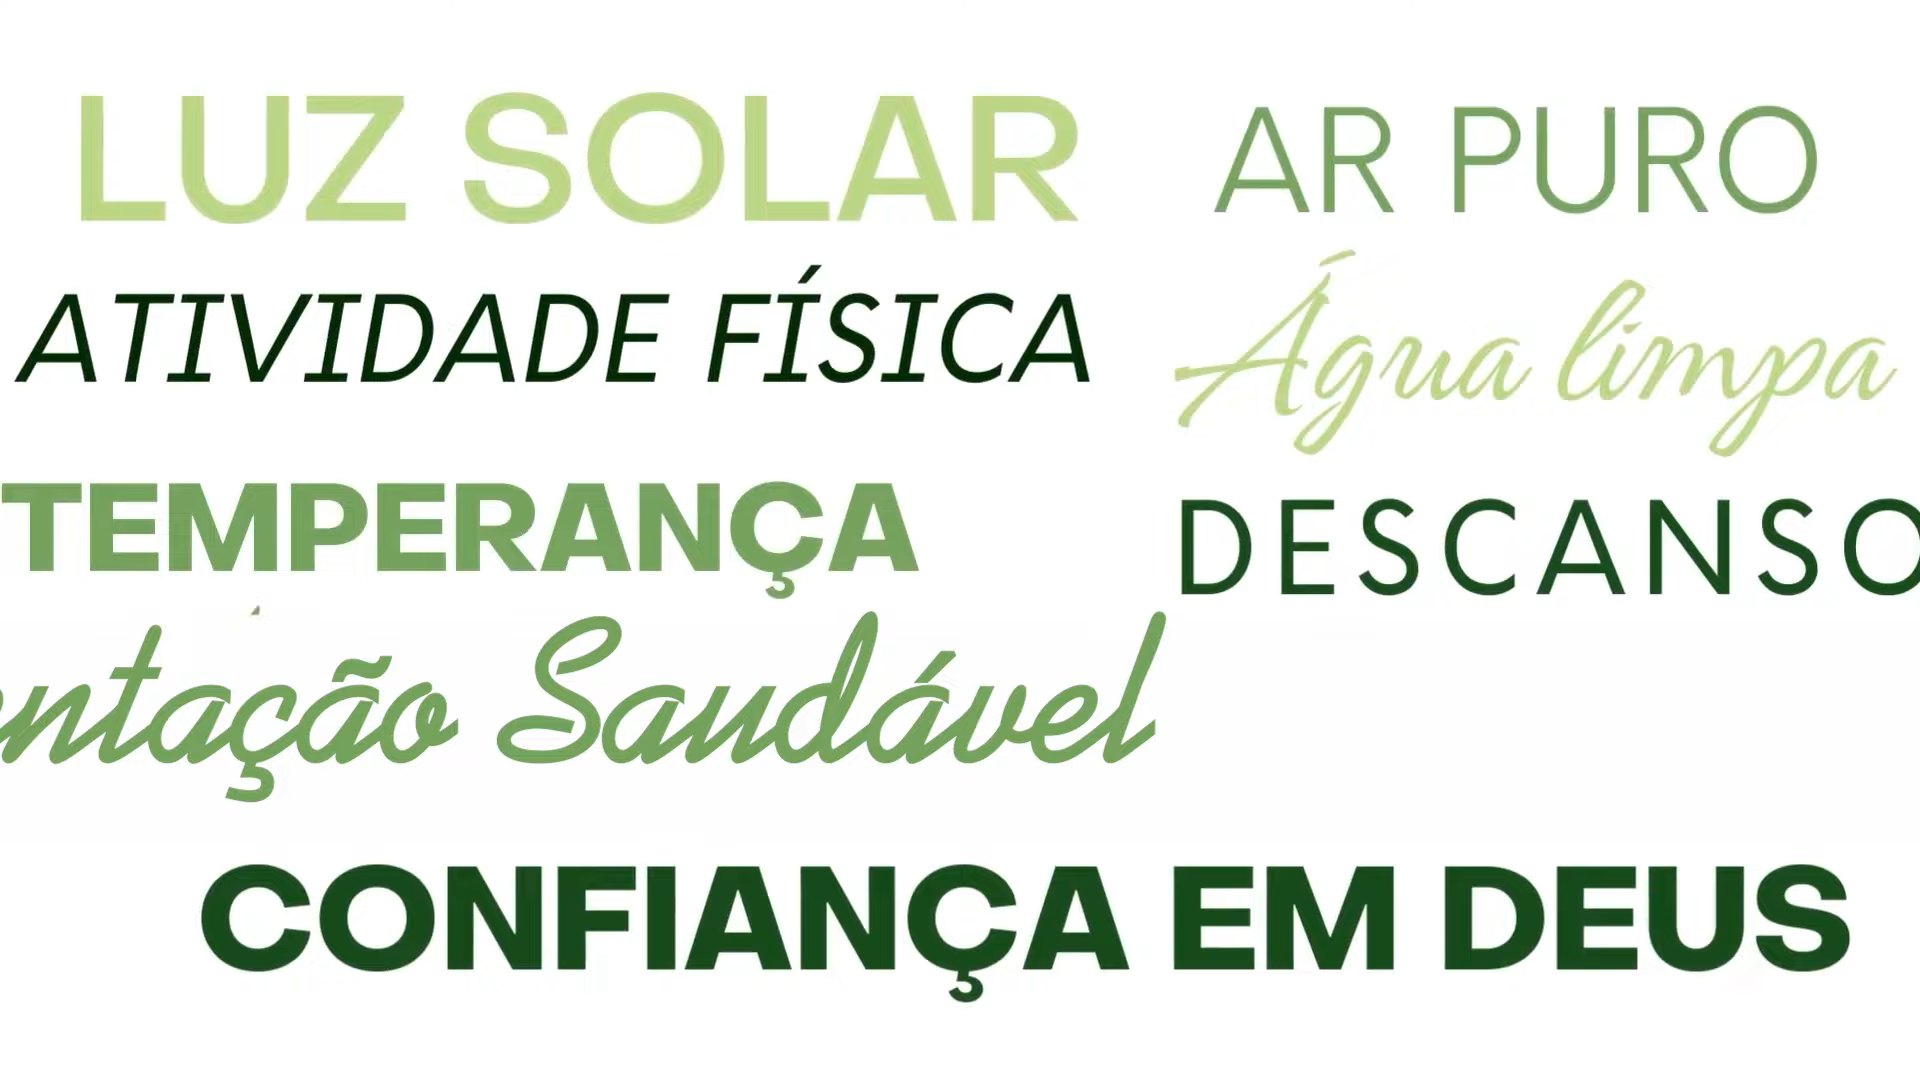 LUZ SOLAR
AR PURO
ATIVIDADE FÍSICA
Água limpa
TEMPERANÇA
DESCANSO
ntação Saudável
CONFIANÇA EM DEUS